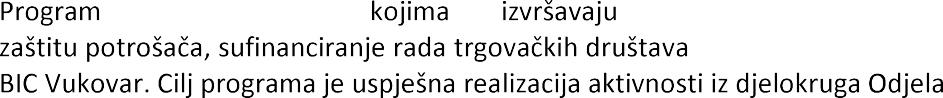 Program kojima izvršavaju
zaštitu potrošača, sufinanciranje rada trgovačkih društava
BIC Vukovar. Cilj programa je uspješna realizacija aktivnosti iz djelokruga Odjela